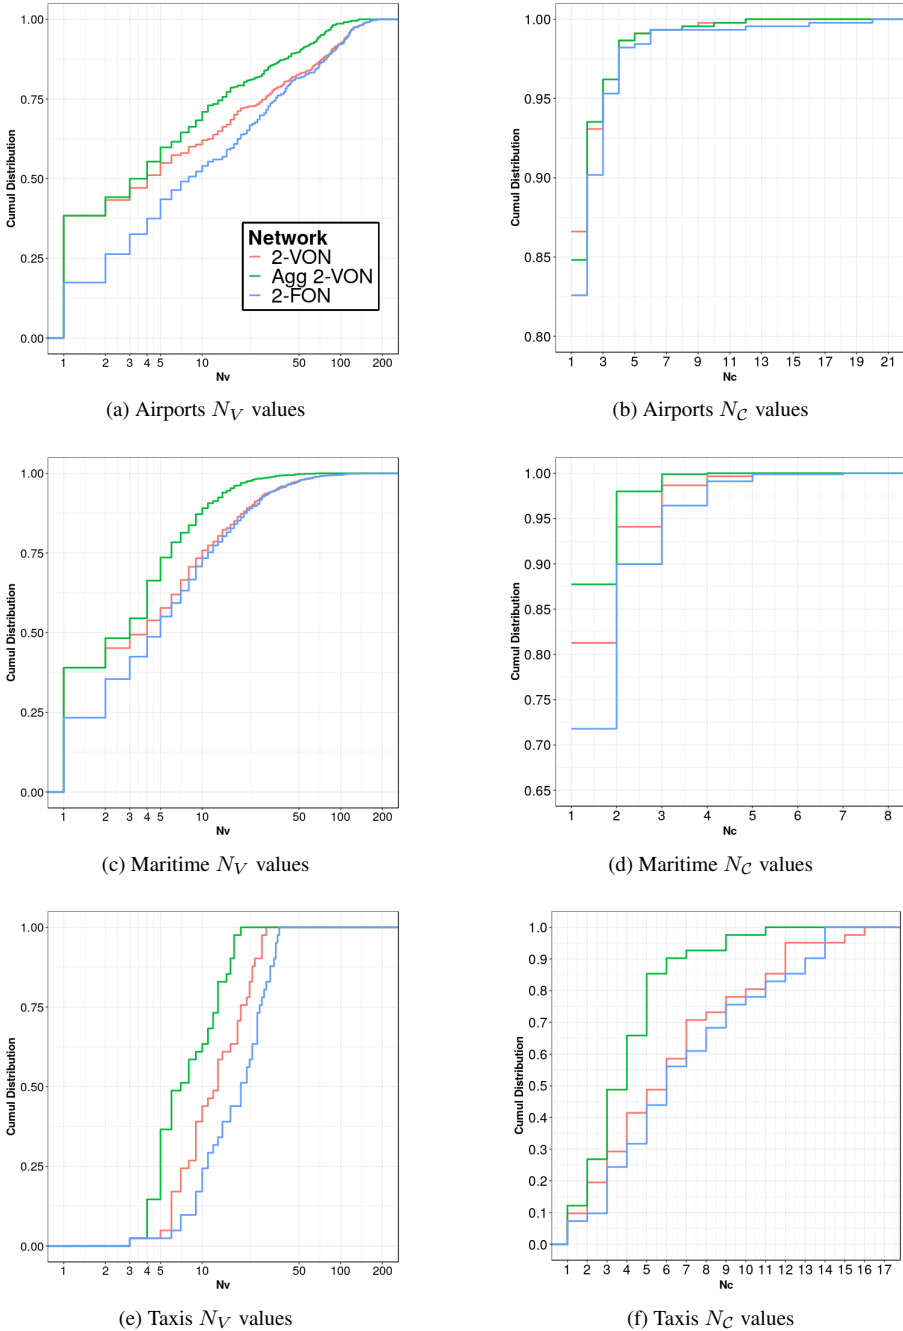 1.00
0.75
0.50
0.25
0.00
Cumul Distribution
1 2 3 4 5 10 50 100 200
Nv
Network
2-VON
Agg 2-VON
2-FON
(a) Airports N_V values
1.00
0.95
0.90
0.85
0.80
Cumul Distribution
1 3 5 7 9 11 13 15 17 19 21
Nc
(b) Airports N_C values
1.00
0.75
0.50
0.25
0.00
Cumul Distribution
1 2 3 4 5 10 50 100 200
Nv
(c) Maritime N_V values
1.00
0.95
0.90
0.85
0.80
0.75
0.70
0.65
Cumul Distribution
1 2 3 4 5 6 7 8
Nc
(d) Maritime N_C values
1.00
0.75
0.50
0.25
0.00
Cumul Distribution
1 2 3 4 5 10 50 100 200
Nv
(e) Taxis N_V values
1.0
0.9
0.8
0.7
0.6
0.5
0.4
0.3
0.2
0.1
0.0
Cumul Distribution
1 2 3 4 5 6 7 8 9 10 11 12 13 14 15 16 17
Nc
(f) Taxis N_C values